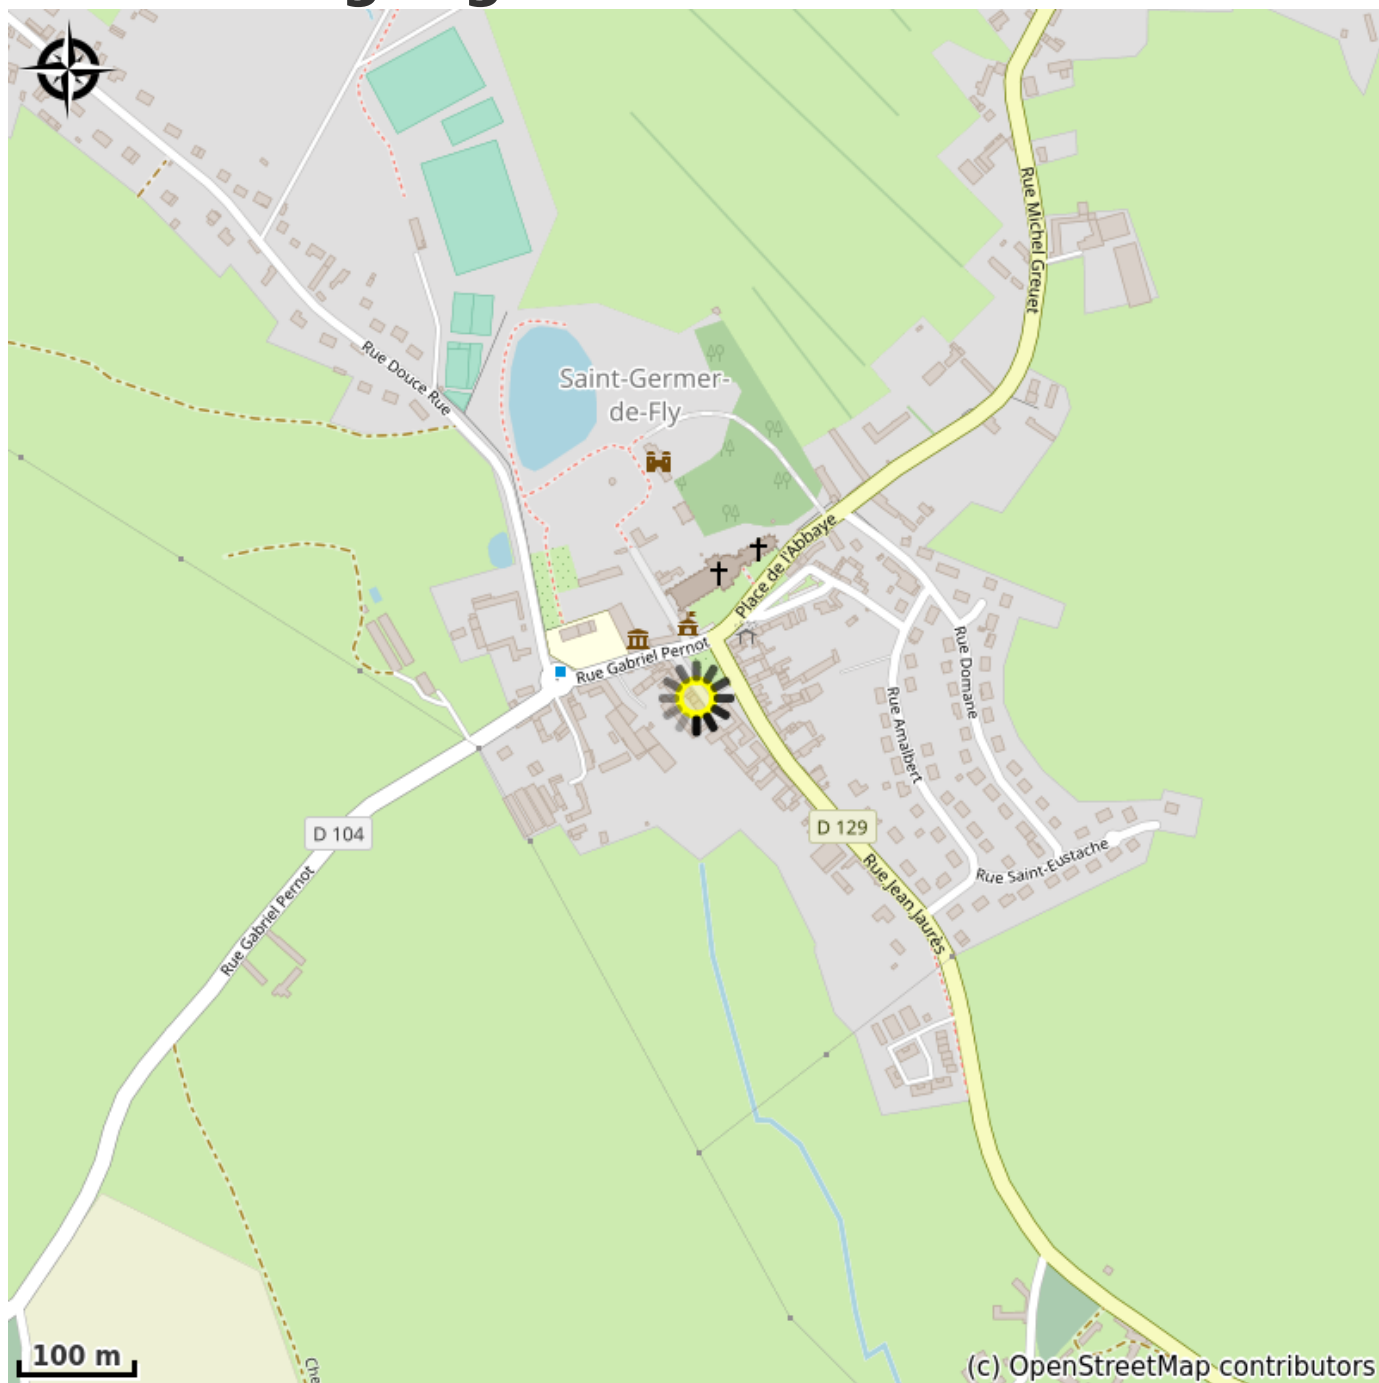 Rue Michel Greuet
Rue Douce Rue
Saint-Germer-
de-Fly
Place de l'Abbaye
Rue Gabriel Pernot
Rue Domane
Rue Amalbert
D 104
D 129
Rue Saint-Eustache
Rue Jean Jaurès
Rue Gabriel Pernot
100 m
Che
(c) OpenStreetMap contributors